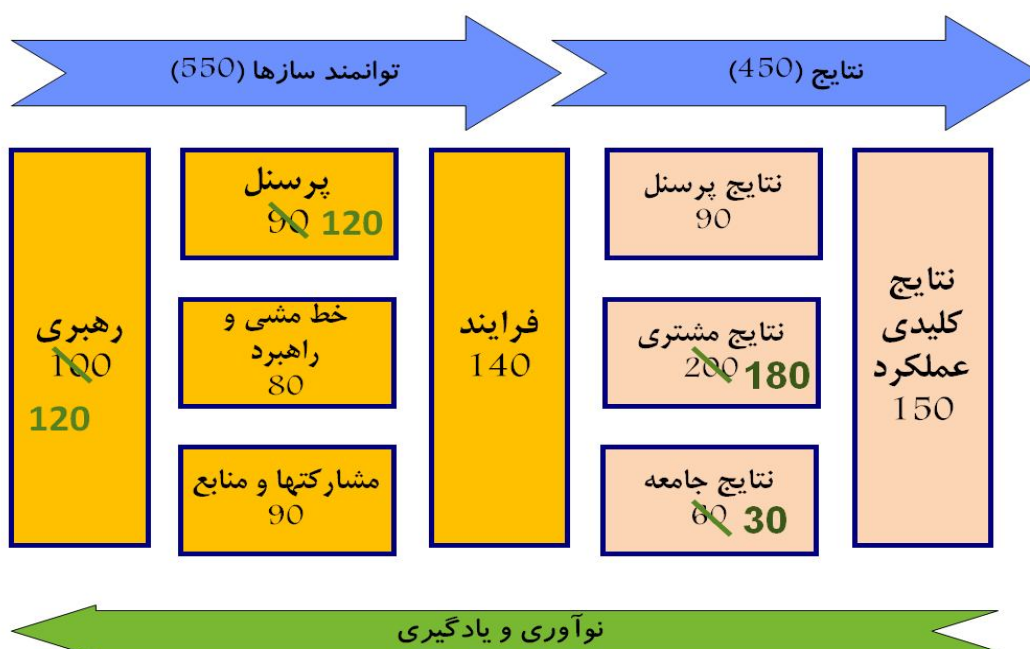 توانمند سازها (550)
نتایج (450)
رهبری
100
120
پرسنل
90 120
خط مشی و
راهبرد
80
مشارکتها و منابع
90
فرایند
140
نتایج پرسنل
90
نتایج مشتری
200 180
نتایج جامعه
60 30
نتایج
کلیدی
عملکرد
150
نوآوری و یادگیری